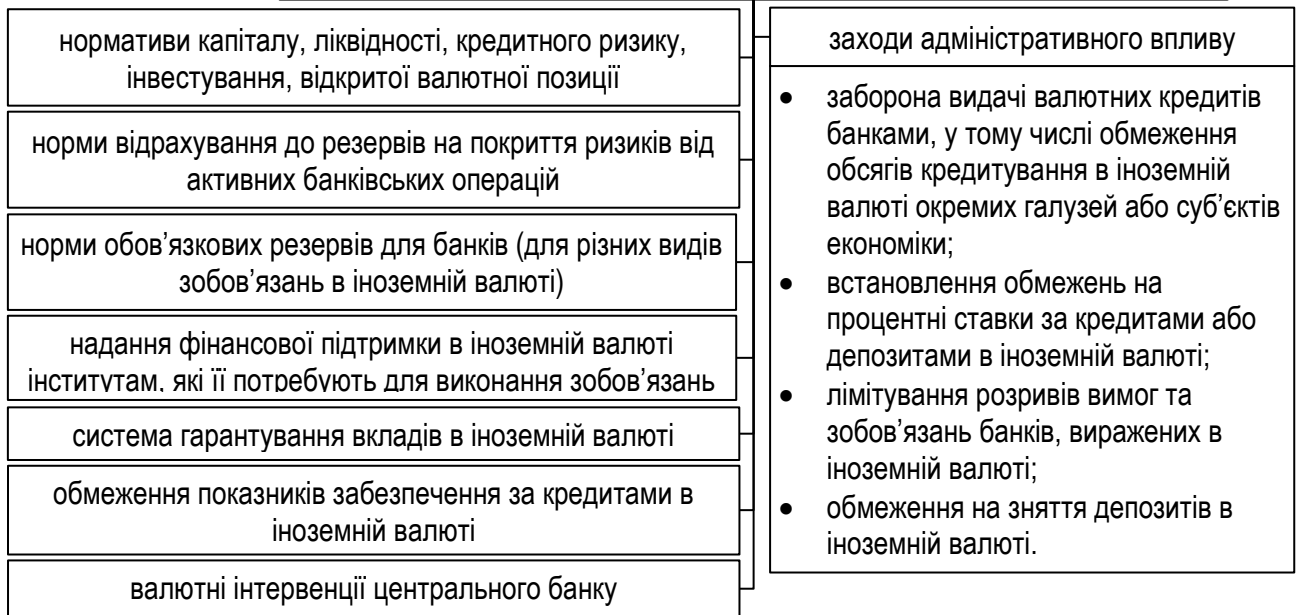 нормативи капіталу, ліквідності, кредитного ризику,
інвестування, відкритої валютної позиції
норми відрахування до резервів на покриття ризиків від
активних банківських операцій
норми обов’язкових резервів для банків (для різних видів
зобов’язань в іноземній валюті)
надання фінансової підтримки в іноземній валюті
інститутам, які її потребують для виконання зобов’язань
система гарантування вкладів в іноземній валюті
обмеження показників забезпечення за кредитами в
іноземній валюті
валютні інтервенції центрального банку
заходи адміністративного впливу
● заборона видачі валютних кредитів
банками, у тому числі обмеження
обсягів кредитування в іноземній
валюті окремих галузей або суб’єктів
економіки;
● встановлення обмежень на
процентні ставки за кредитами або
депозитами в іноземній валюті;
● лімітування розривів вимог та
зобов’язань банків, виражених в
іноземній валюті;
● обмеження на зняття депозитів в
іноземній валюті.